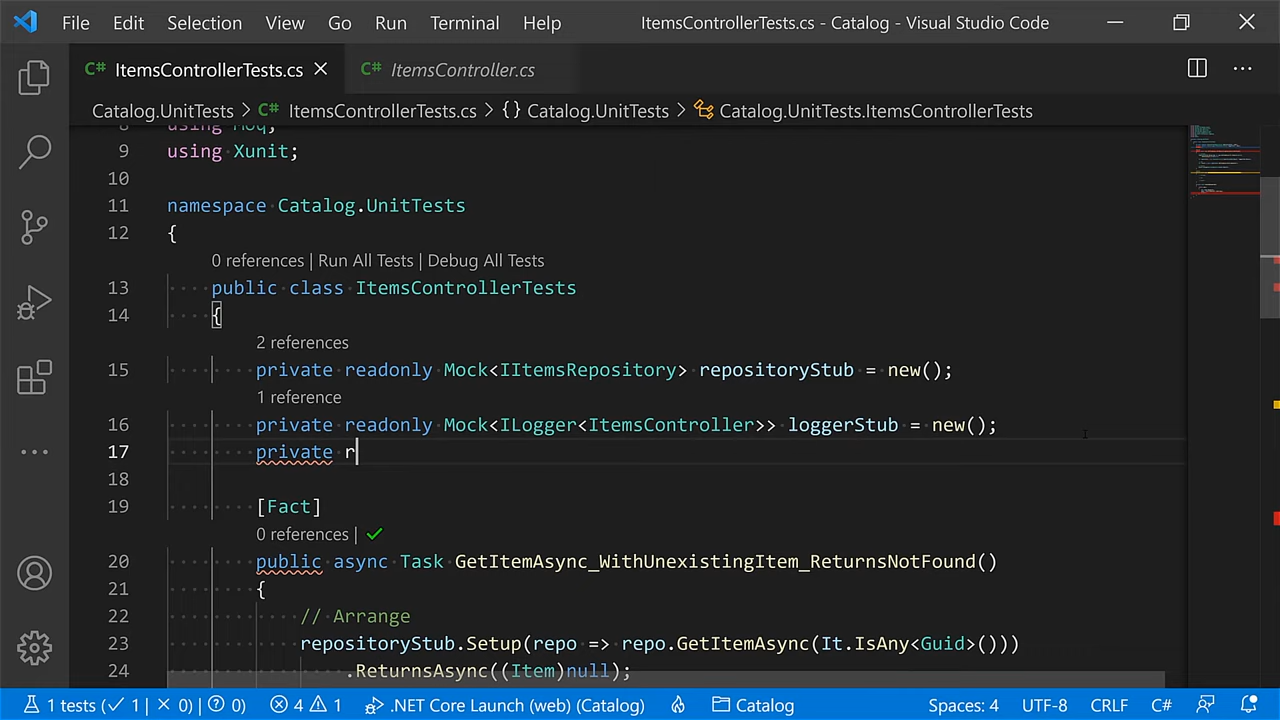 File Edit Selection View Go Run Terminal Help ItemsControllerTests.cs - Catalog - Visual Studio Code
C# ItemsControllerTests.cs C# ItemsController.cs
Catalog.UnitTests > C# ItemsControllerTests.cs > {} Catalog.UnitTests > Catalog.UnitTests.ItemsControllerTests
8 using Moq;
9 using Xunit;
10
11 namespace Catalog.UnitTests
12 {
0 references | Run All Tests | Debug All Tests
13 public class ItemsControllerTests
14 {
2 references
15 private readonly Mock<IItemsRepository> repositoryStub = new();
1 reference
16 private readonly Mock<ILogger<ItemsController>> loggerStub = new();
17 private r
18
19 [Fact]
0 references | ✓
20 public async Task GetItemAsync_WithUnexistingItem_ReturnsNotFound()
21 {
22 // Arrange
23 repositoryStub.Setup(repo => repo.GetItemAsync(It.IsAny<Guid>()))
24 .ReturnsAsync((Item)null);
1 tests (✓ 1 | ✕ 0) | ? 0) 4 1 .NET Core Launch (web) (Catalog) Catalog Spaces: 4 UTF-8 CRLF C#